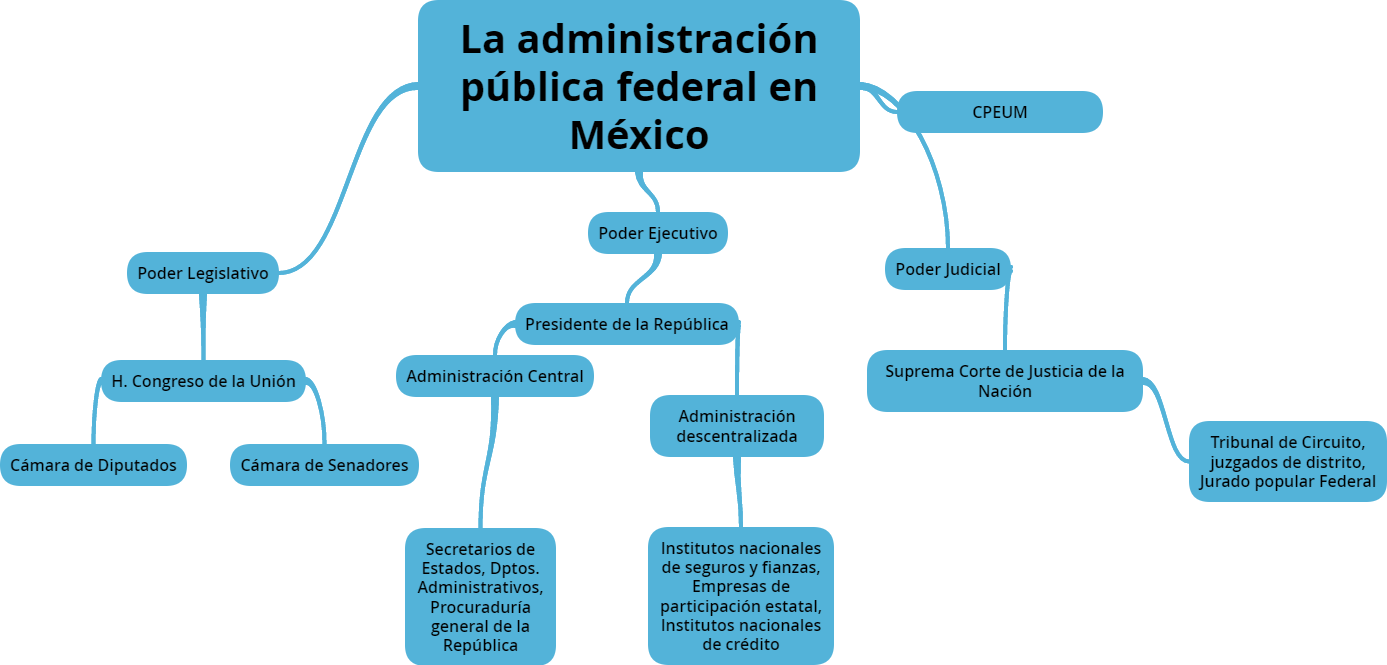 La administración
pública federal en
México
CPEUM
Poder Ejecutivo
Poder Legislativo
Poder Judicial
Presidente de la República
H. Congreso de la Unión
Administración Central
Suprema Corte de Justicia de la
Nación
Administración
descentralizada
Cámara de Diputados
Cámara de Senadores
Tribunal de Circuito,
juzgados de distrito,
Jurado popular Federal
Secretarios de
Estados, Dptos.
Administrativos,
Procuraduría
general de la
República
Institutos nacionales
de seguros y fianzas,
Empresas de
participación estatal,
Institutos nacionales
de crédito